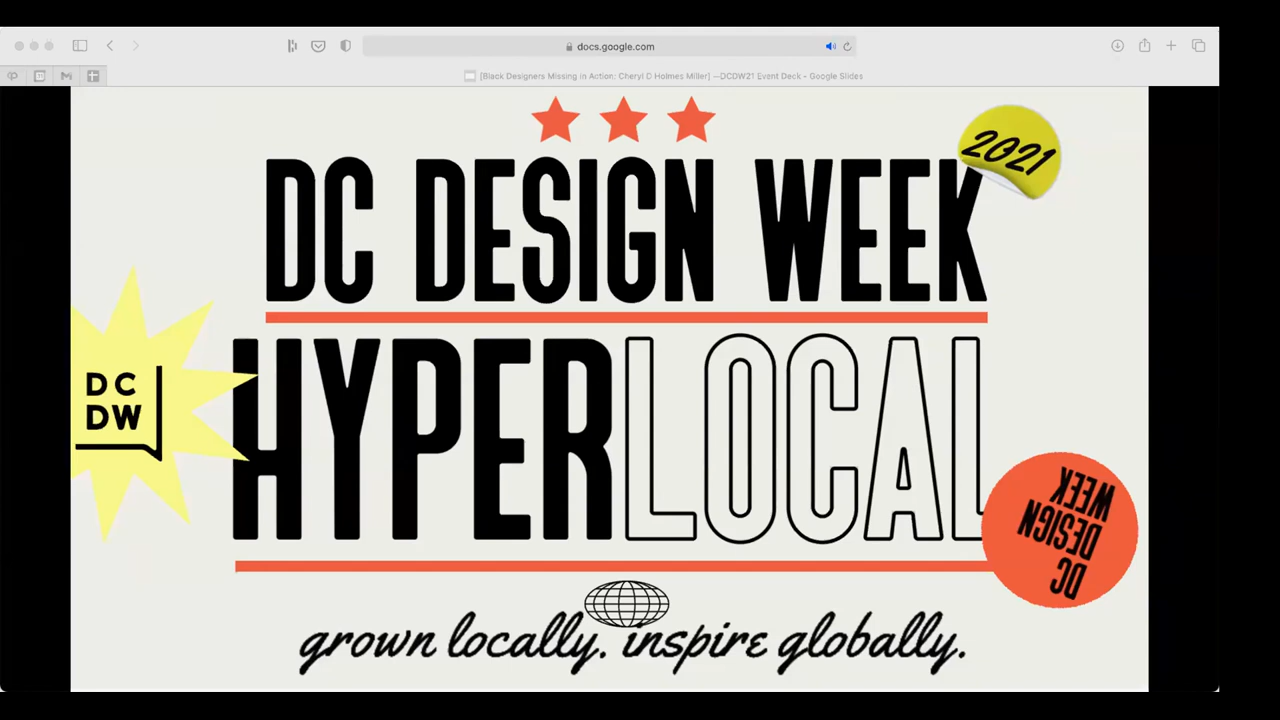 docs.google.com
[Black Designers Missing in Action: Cheryl D Holmes Miller] —DCDW21 Event Deck - Google Slides
2021
DC DESIGN WEEK
HYPERLOCAL
DC
DW
DC
DESIGN
WEEK
grown locally. inspire globally.